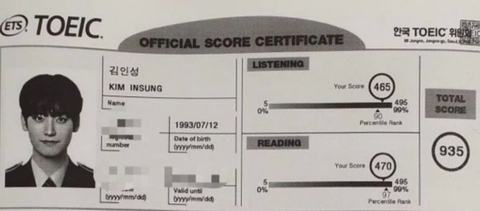 ETS TOEIC
OFFICIAL SCORE CERTIFICATE
한국 TOEIC 위원회
김인성
KIM INSUNG
Name
1993/07/12
number
Date of birth
(yyyy/mm/dd)
(yyyy/mm/dd)
Valid until
(yyyy/mm/dd)
LISTENING
Your Score 465
5 495
0% 99%
90
Percentile Rank
READING
Your Score 470
5 495
0% 99%
97
Percentile Rank
TOTAL
SCORE
935